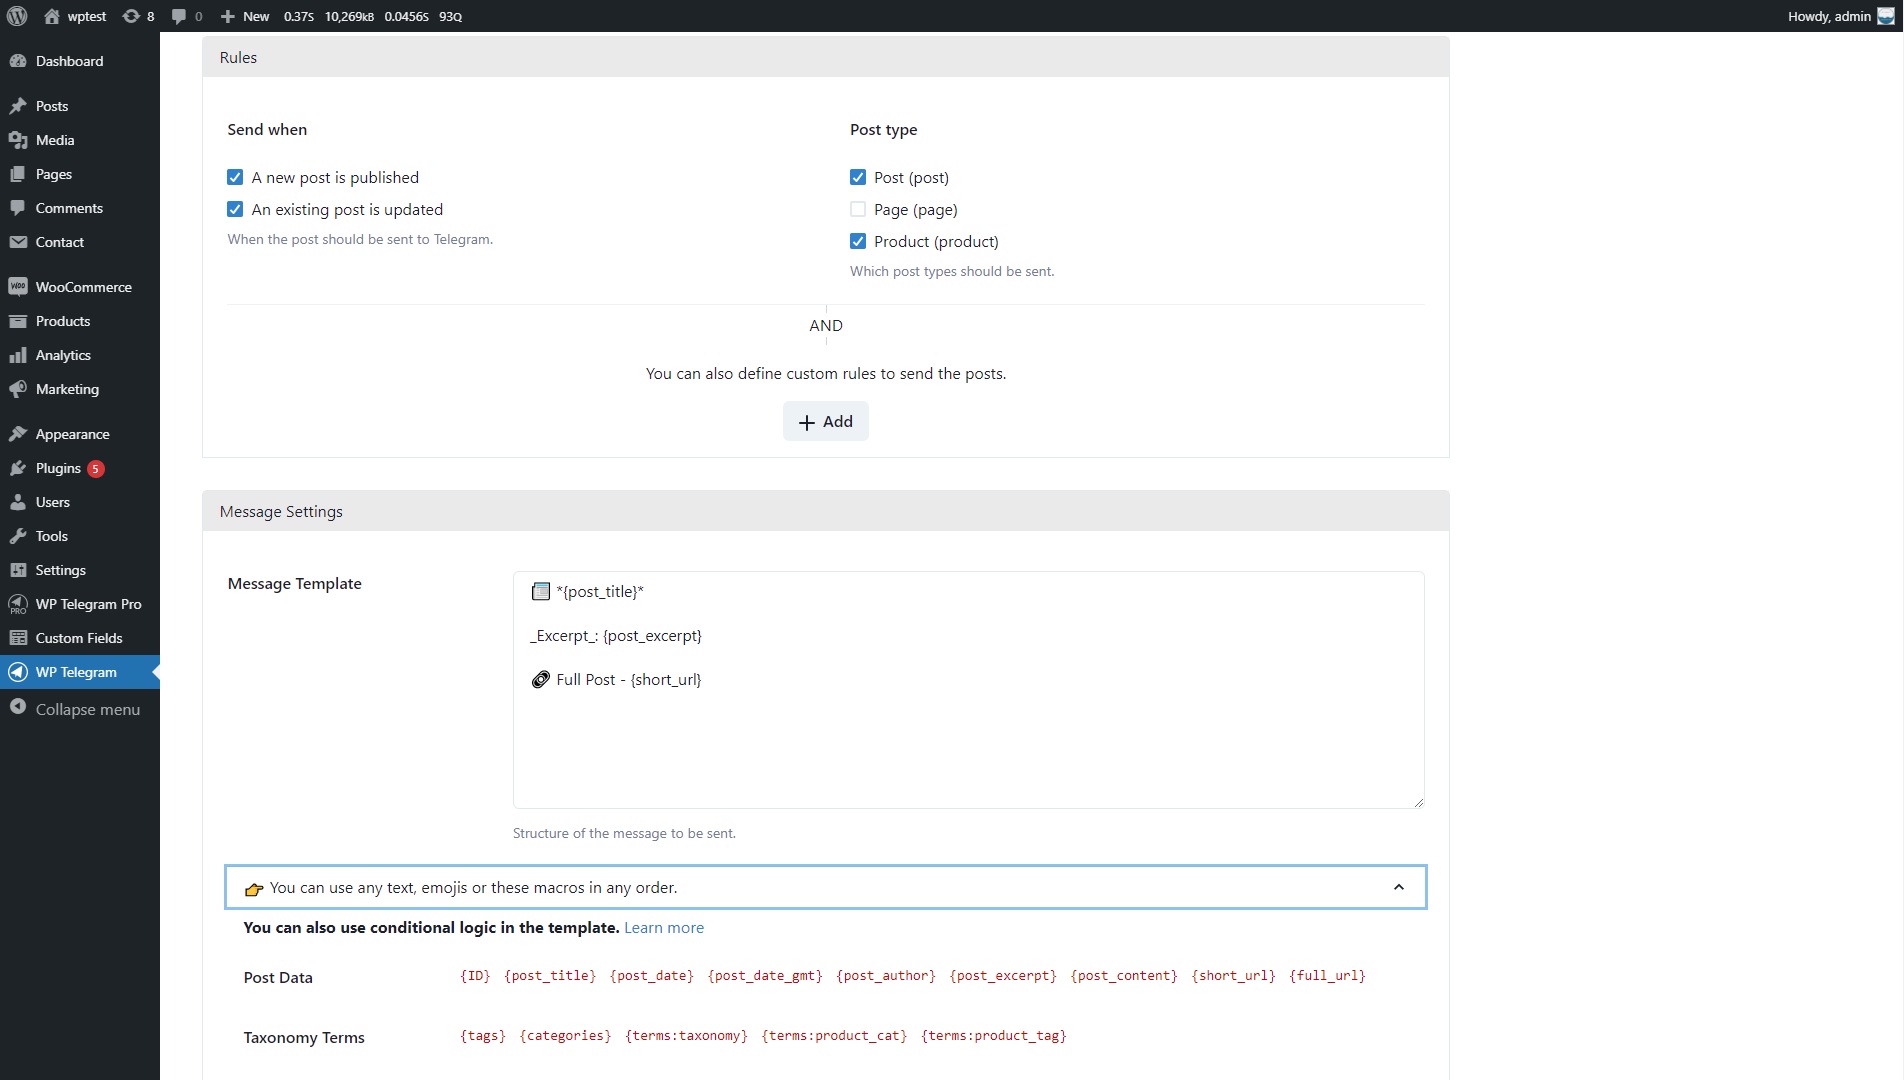 wptest 8 0 New 0.37s 10,269kB 0.0456s 93Q
Howdy, admin
Dashboard
Posts
Media
Pages
Comments
Contact
WooCommerce
Products
Analytics
Marketing
Appearance
Plugins 5
Users
Tools
Settings
WP Telegram Pro
Custom Fields
WP Telegram
Collapse menu
Rules
Send when
A new post is published
An existing post is updated
When the post should be sent to Telegram.
Post type
Post (post)
Page (page)
Product (product)
Which post types should be sent.
AND
You can also define custom rules to send the posts.
Add
Message Settings
Message Template
*{post_title}*
_Excerpt_: {post_excerpt}
Full Post - {short_url}
Structure of the message to be sent.
👉 You can use any text, emojis or these macros in any order.
You can also use conditional logic in the template. Learn more
Post Data {ID} {post_title} {post_date} {post_date_gmt} {post_author} {post_excerpt} {post_content} {short_url} {full_url}
Taxonomy Terms {tags} {categories} {terms:taxonomy} {terms:product_cat} {terms:product_tag}